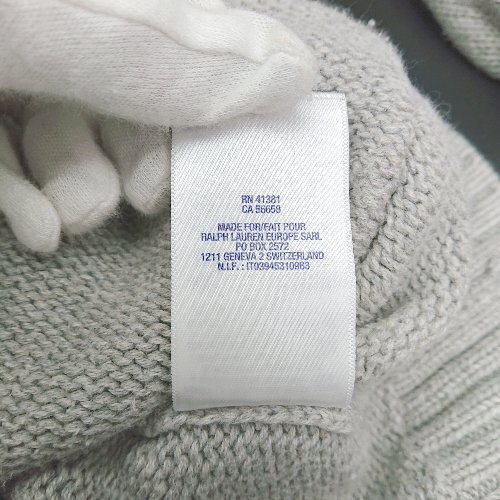 RN 41381
CA 56658
MADE FOR/FAIT POUR
RALPH LAUREN EUROPE SARL
PO BOX 2572
1211 GENEVA 2 SWITZERLAND
N.I.F. : IT03945310963